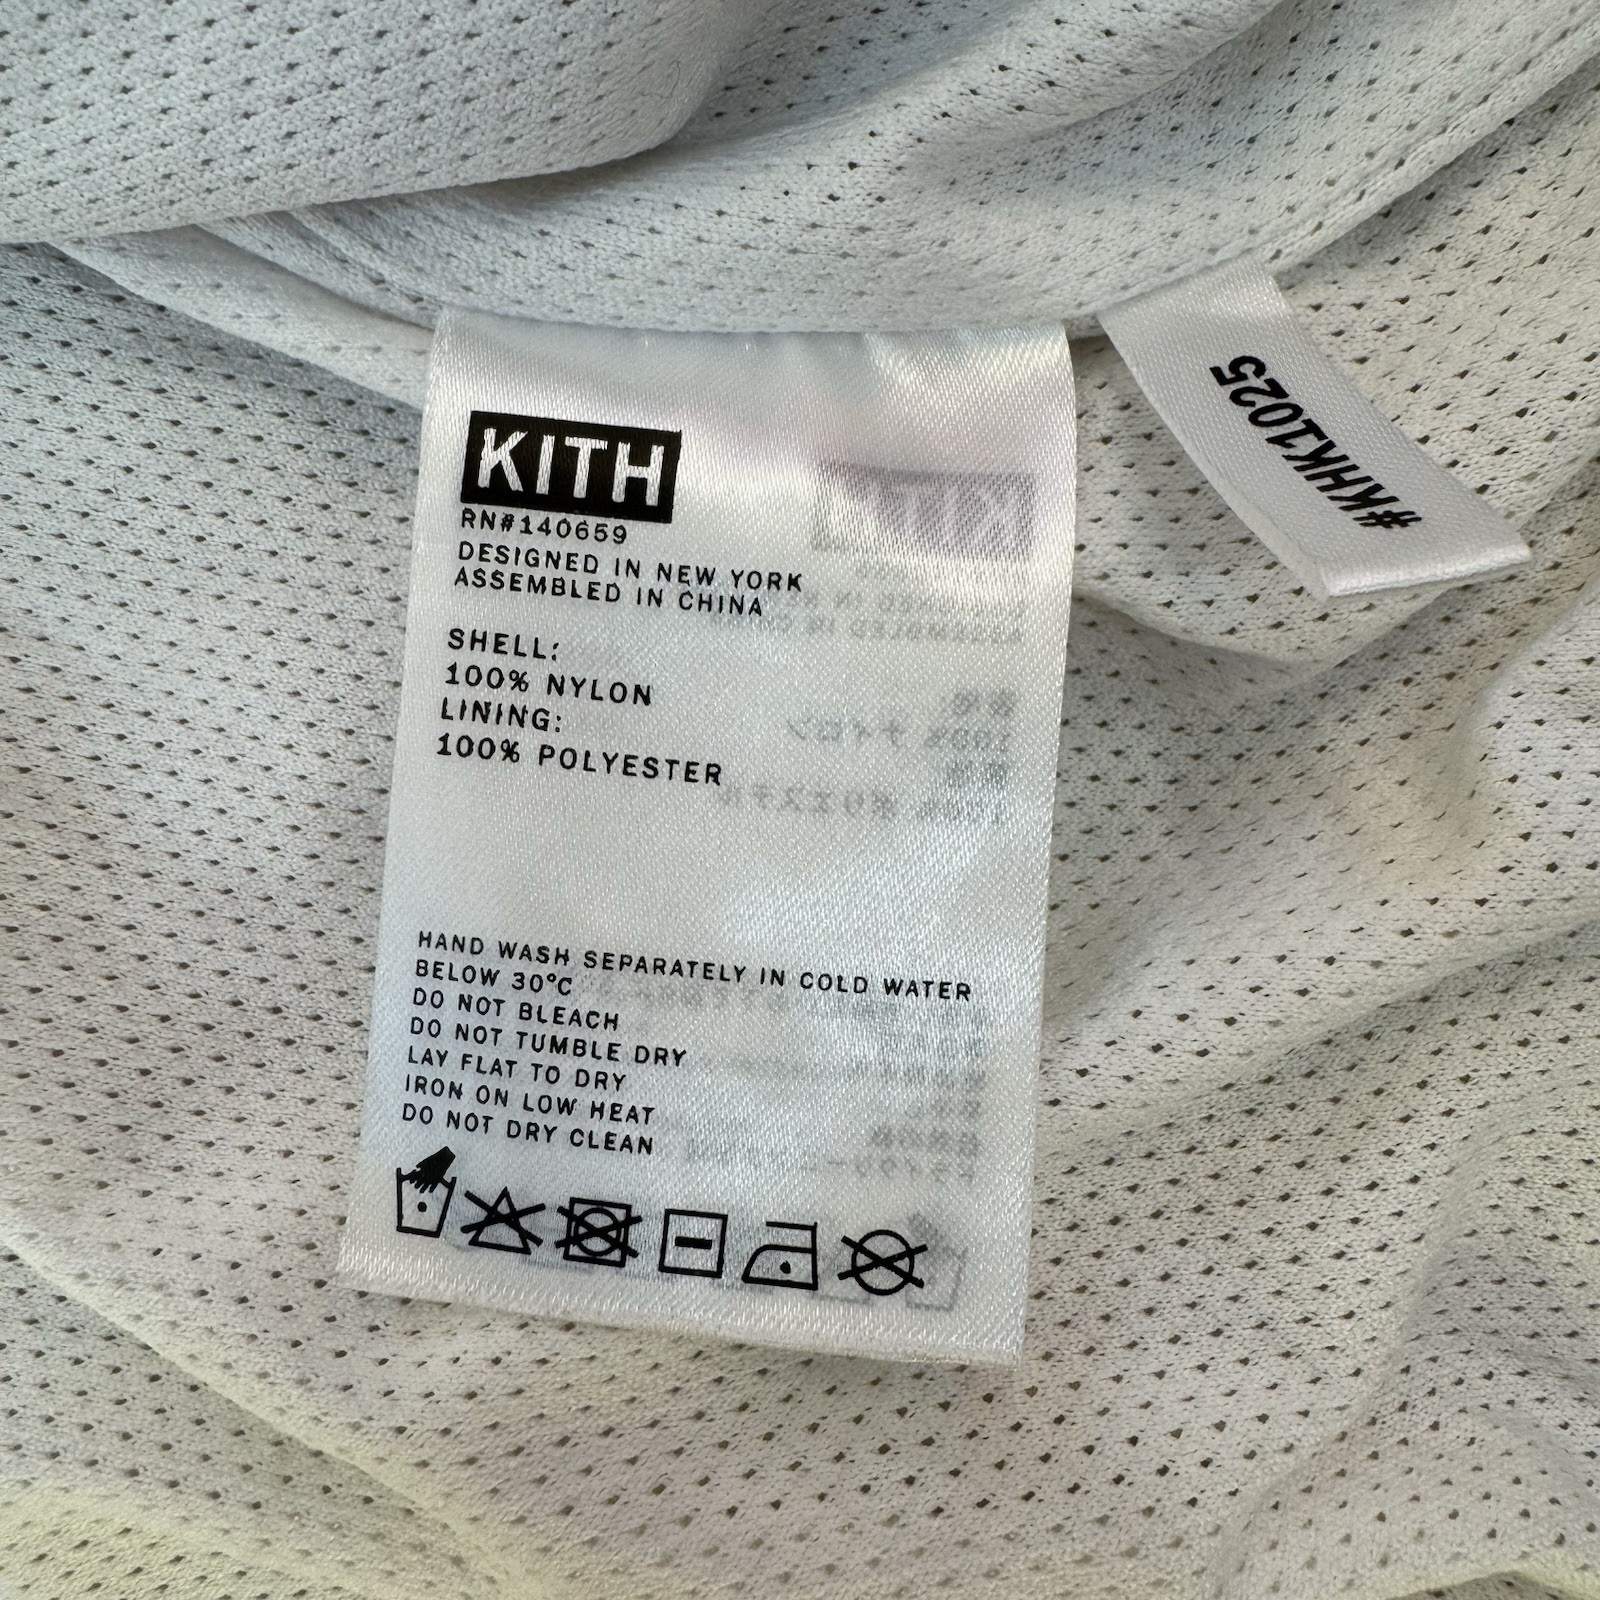 KITH
RN#140659
DESIGNED IN NEW YORK
ASSEMBLED IN CHINA
SHELL:
100% NYLON
LINING:
100% POLYESTER
HAND WASH SEPARATELY IN COLD WATER
BELOW 30°C
DO NOT BLEACH
DO NOT TUMBLE DRY
LAY FLAT TO DRY
IRON ON LOW HEAT
DO NOT DRY CLEAN
#KHK1025